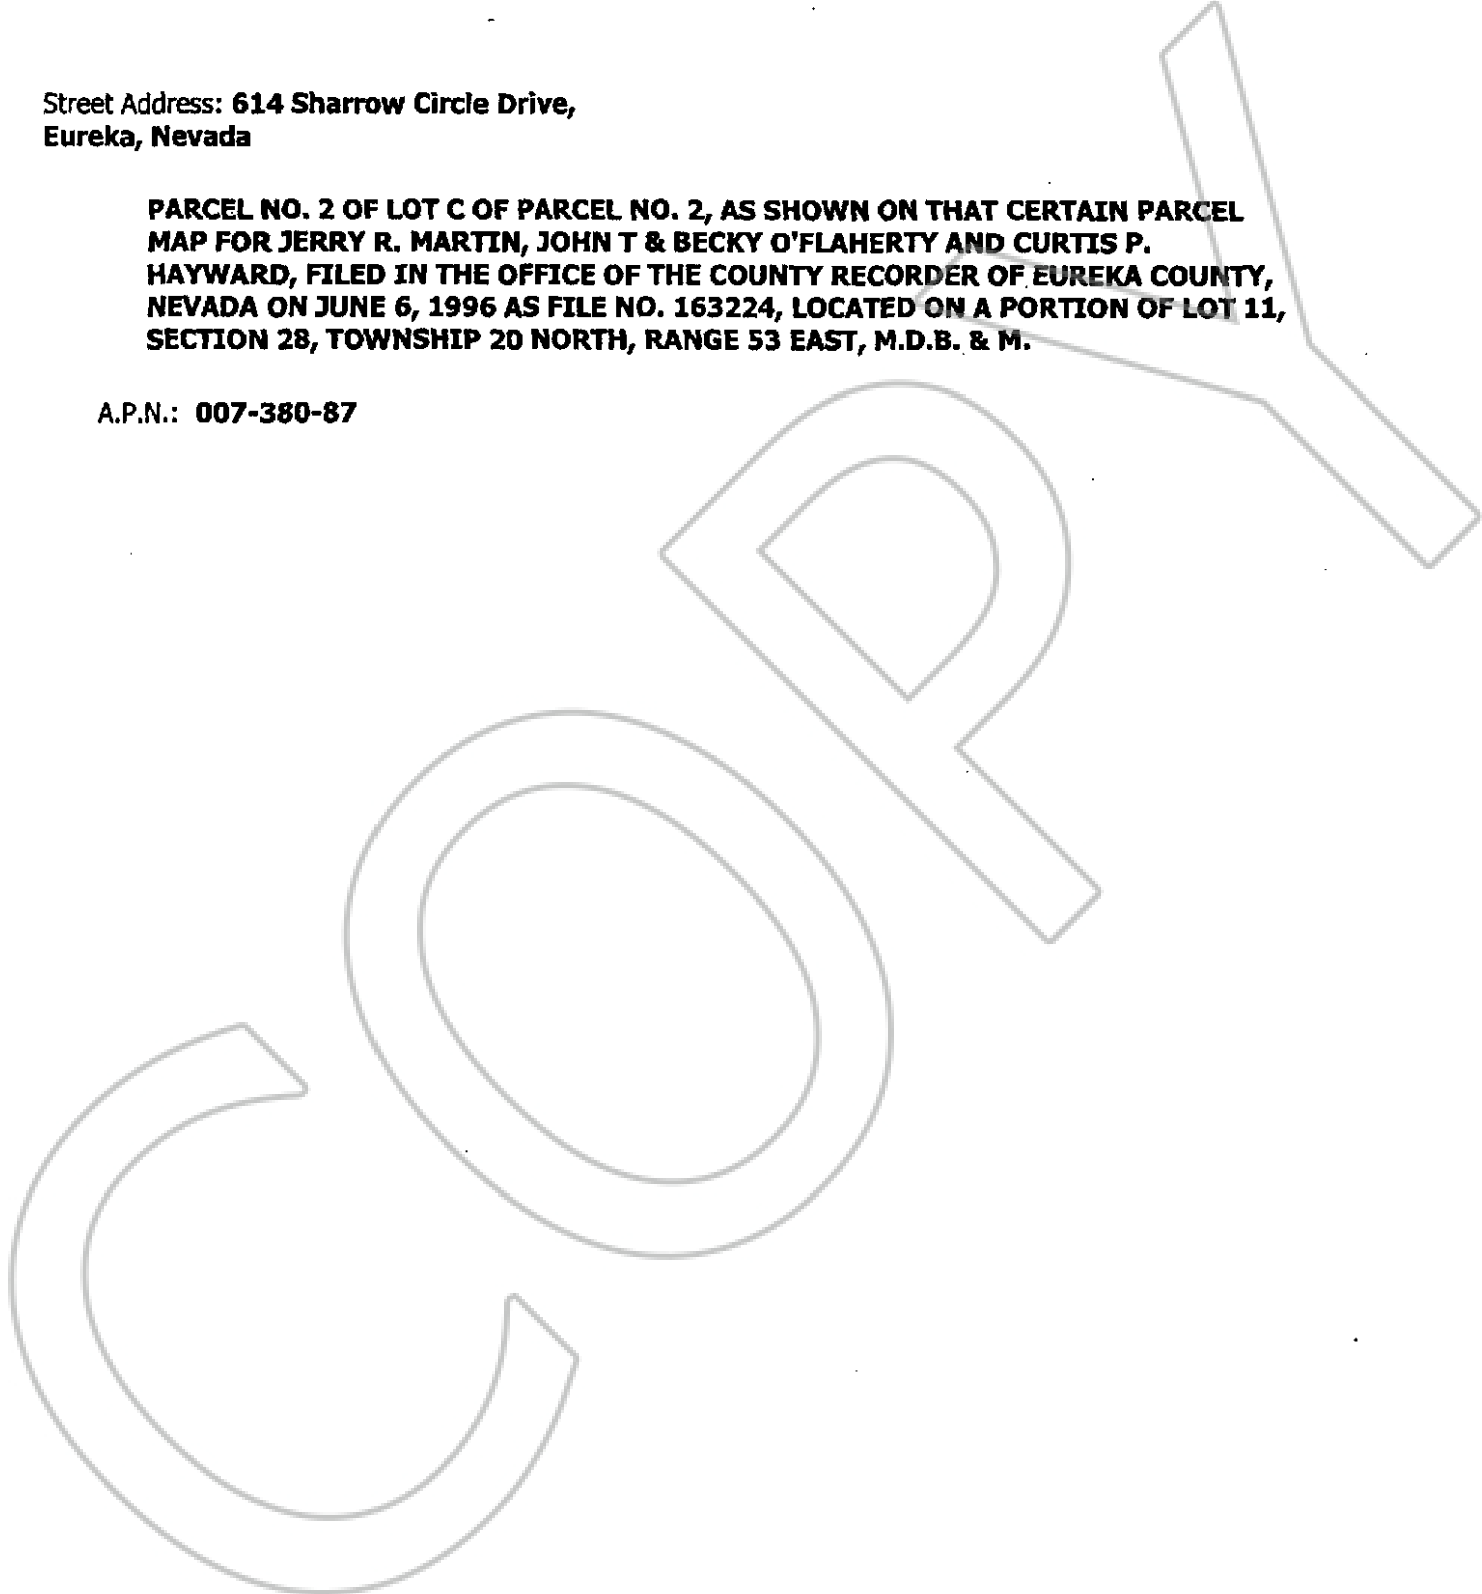 Street Address: 614 Sharrow Circle Drive,
Eureka, Nevada
PARCEL NO. 2 OF LOT C OF PARCEL NO. 2, AS SHOWN ON THAT CERTAIN PARCEL
MAP FOR JERRY R. MARTIN, JOHN T & BECKY O'FLAHERTY AND CURTIS P.
HAYWARD, FILED IN THE OFFICE OF THE COUNTY RECORDER OF EUREKA COUNTY,
NEVADA ON JUNE 6, 1996 AS FILE NO. 163224, LOCATED ON A PORTION OF LOT 11,
SECTION 28, TOWNSHIP 20 NORTH, RANGE 53 EAST, M.D.B. & M.
A.P.N.: 007-380-87
COPY